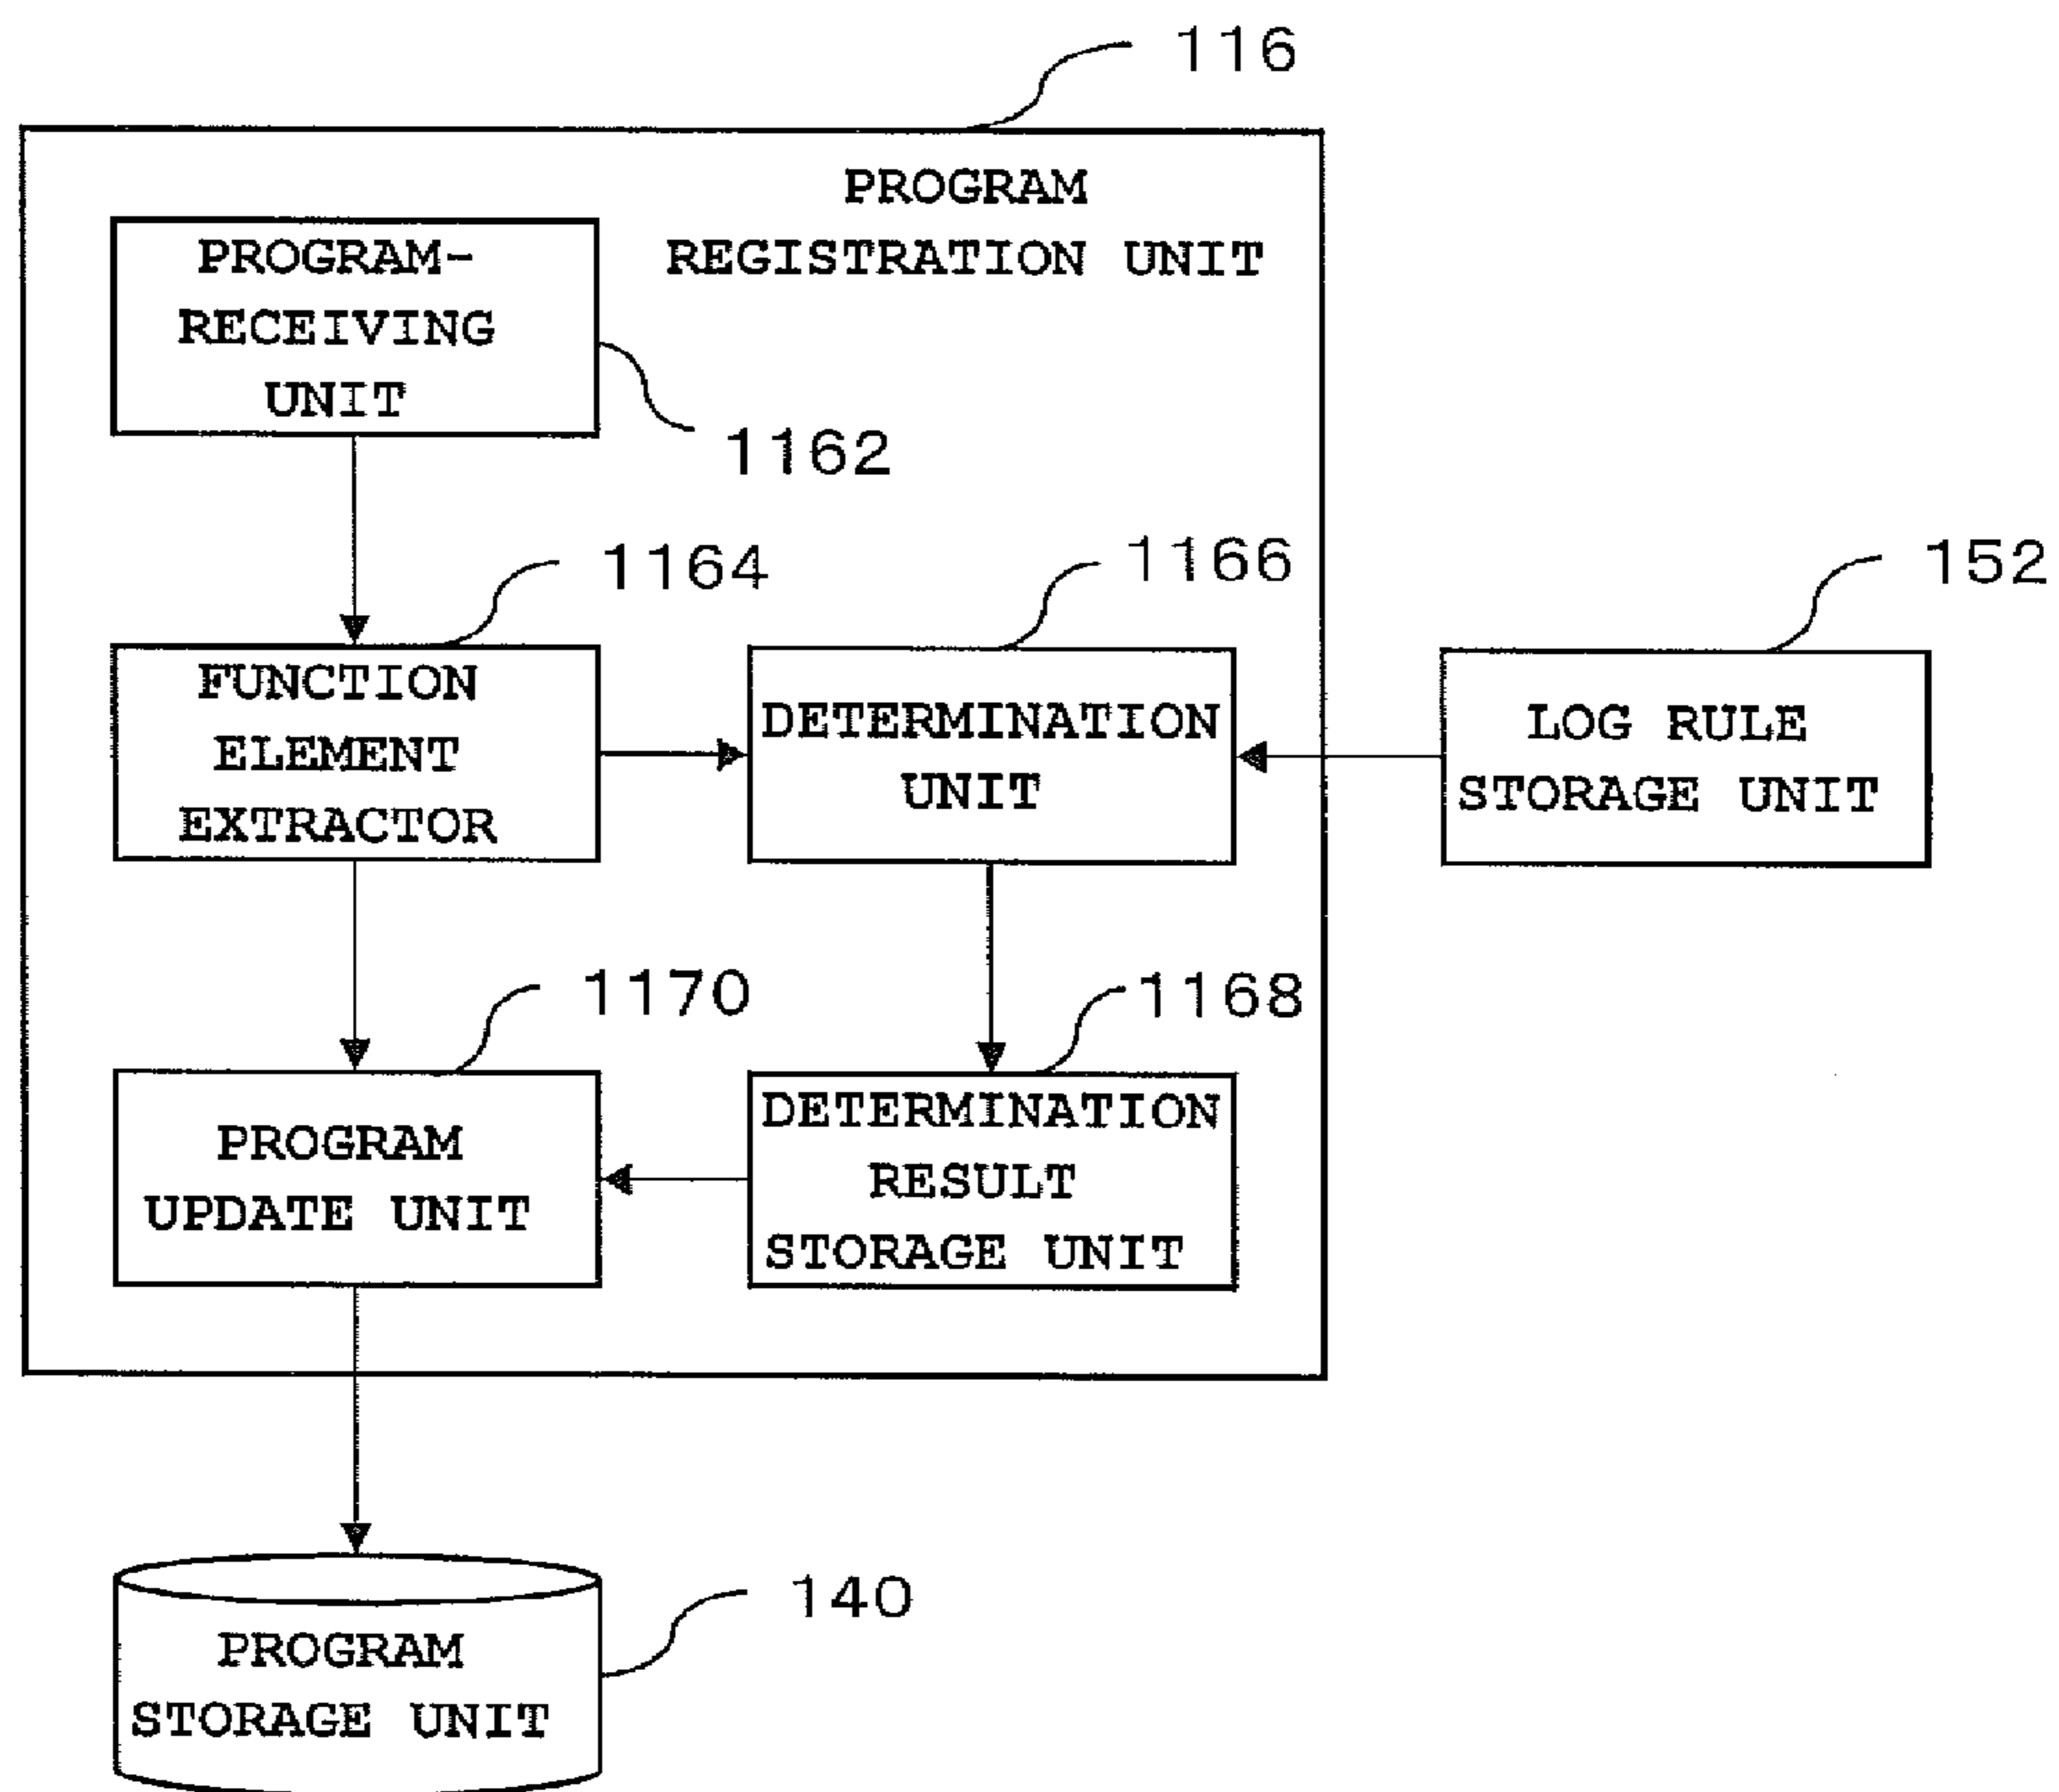 116
PROGRAM
REGISTRATION UNIT
PROGRAM-
RECEIVING
UNIT
1162
1164
1166
152
FUNCTION
ELEMENT
EXTRACTOR
DETERMINATION
UNIT
LOG RULE
STORAGE UNIT
1170
1168
PROGRAM
UPDATE UNIT
DETERMINATION
RESULT
STORAGE UNIT
140
PROGRAM
STORAGE UNIT